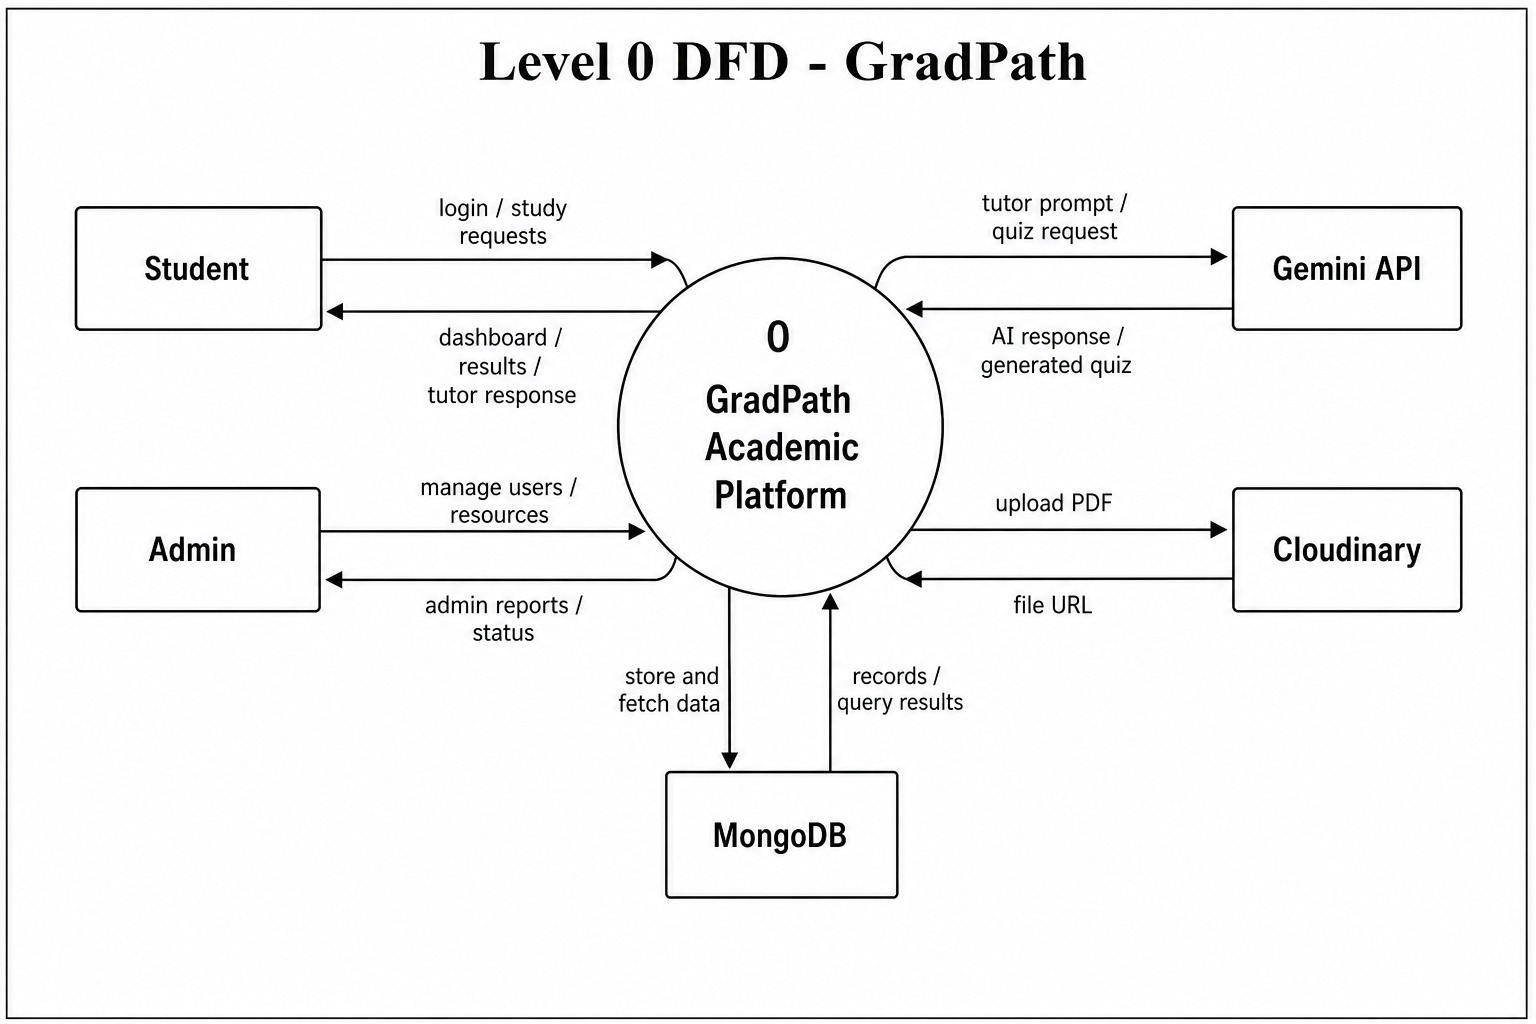 Level 0 DFD - GradPath
login / study
requests
tutor prompt /
quiz request
Student
Gemini API
dashboard /
results /
tutor response
0
GradPath
Academic
Platform
AI response /
generated quiz
manage users /
resources
upload PDF
Admin
Cloudinary
admin reports /
status
file URL
store and
fetch data
records /
query results
MongoDB